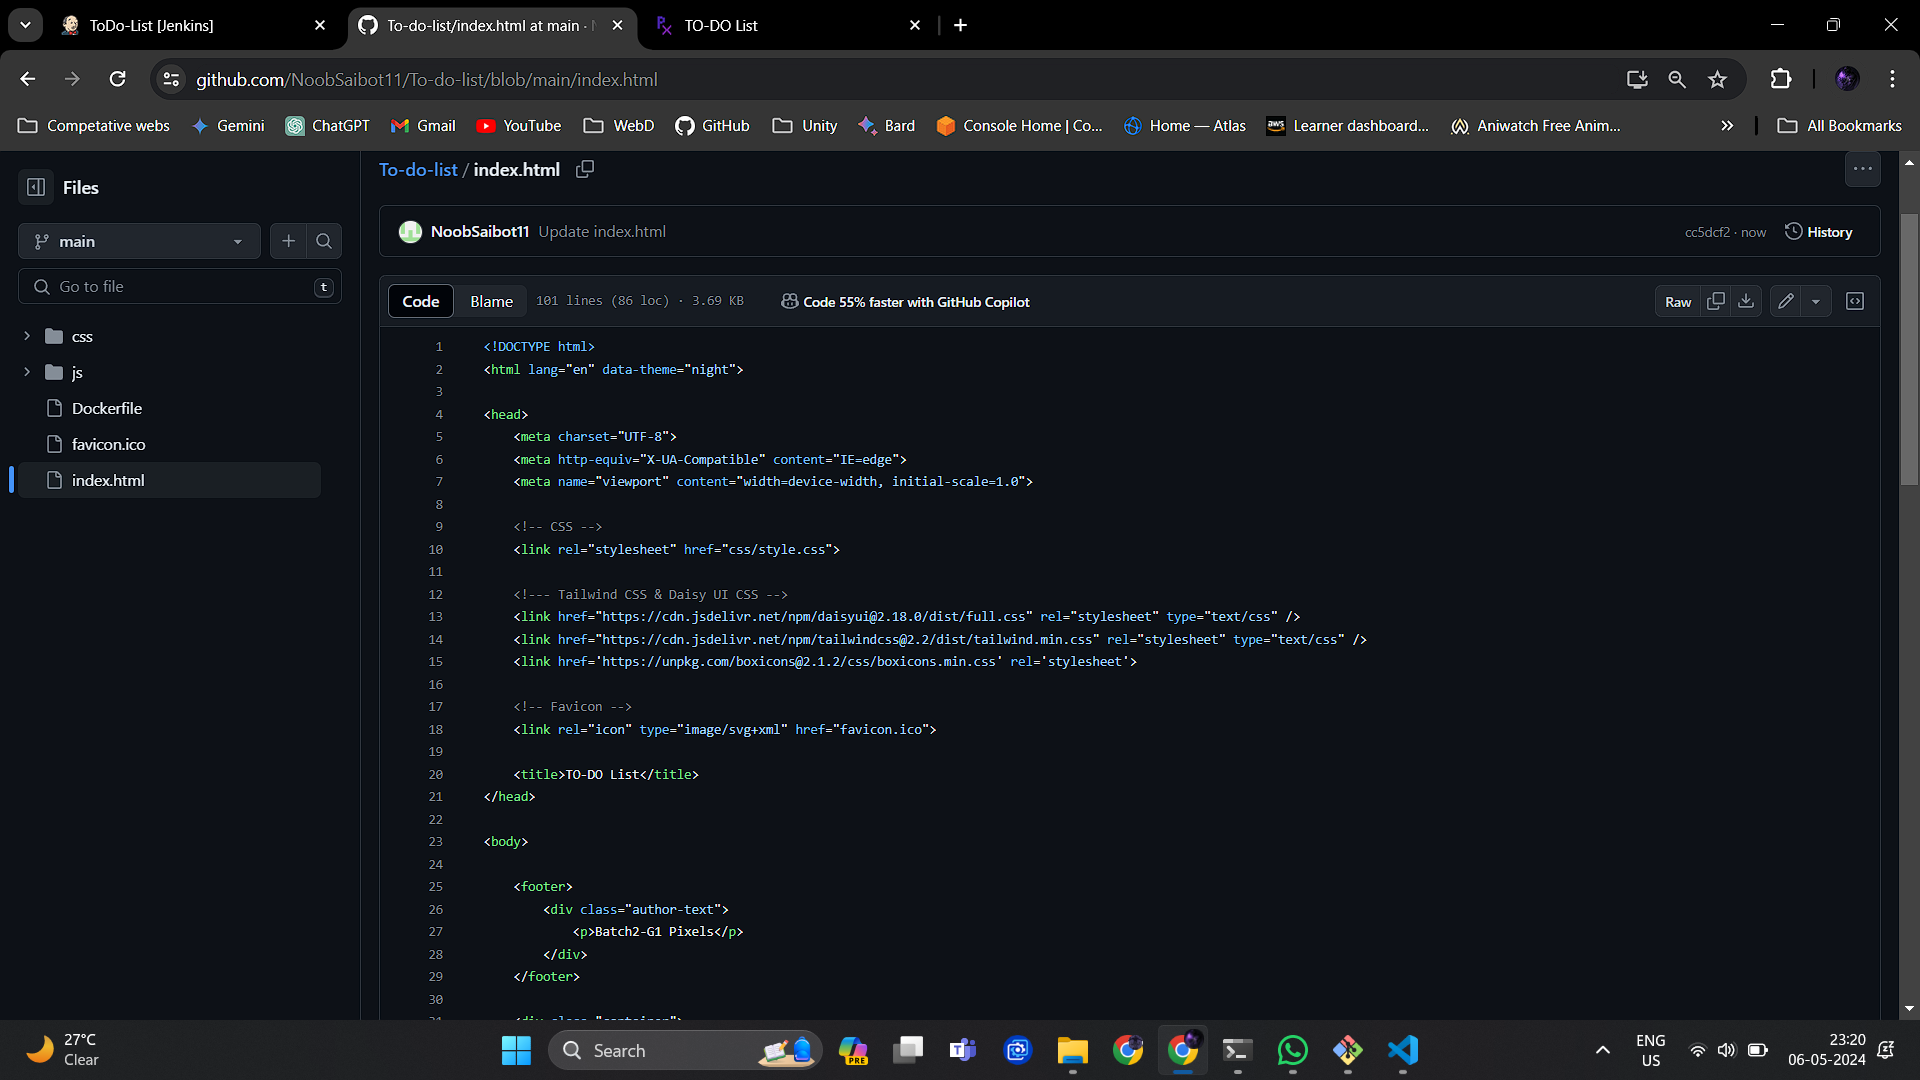 ToDo-List [Jenkins]
To-do-list/index.html at main ·
TO-DO List
github.com/NoobSaibot11/To-do-list/blob/main/index.html
Competative webs
Gemini
ChatGPT
Gmail
YouTube
WebD
GitHub
Unity
Bard
Console Home | Co...
Home — Atlas
aws
Learner dashboard...
Aniwatch Free Anim...
All Bookmarks
Files
main
Go to file
t
css
js
Dockerfile
favicon.ico
index.html
To-do-list / index.html
NoobSaibot11 Update index.html
cc5dcf2 · now
History
Code
Blame
101 lines (86 loc) · 3.69 KB
Code 55% faster with GitHub Copilot
Raw
1 <!DOCTYPE html>
2 <html lang="en" data-theme="night">
3
4 <head>
5 <meta charset="UTF-8">
6 <meta http-equiv="X-UA-Compatible" content="IE=edge">
7 <meta name="viewport" content="width=device-width, initial-scale=1.0">
8
9 <!-- CSS -->
10 <link rel="stylesheet" href="css/style.css">
11
12 <!--- Tailwind CSS & Daisy UI CSS -->
13 <link href="https://cdn.jsdelivr.net/npm/daisyui@2.18.0/dist/full.css" rel="stylesheet" type="text/css" />
14 <link href="https://cdn.jsdelivr.net/npm/tailwindcss@2.2/dist/tailwind.min.css" rel="stylesheet" type="text/css" />
15 <link href='https://unpkg.com/boxicons@2.1.2/css/boxicons.min.css' rel='stylesheet'>
16
17 <!-- Favicon -->
18 <link rel="icon" type="image/svg+xml" href="favicon.ico">
19
20 <title>TO-DO List</title>
21 </head>
22
23 <body>
24
25 <footer>
26 <div class="author-text">
27 <p>Batch2-G1 Pixels</p>
28 </div>
29 </footer>
30
31 <div class="container">
27°C
Clear
Search
PRE
ENG
US
23:20
06-05-2024